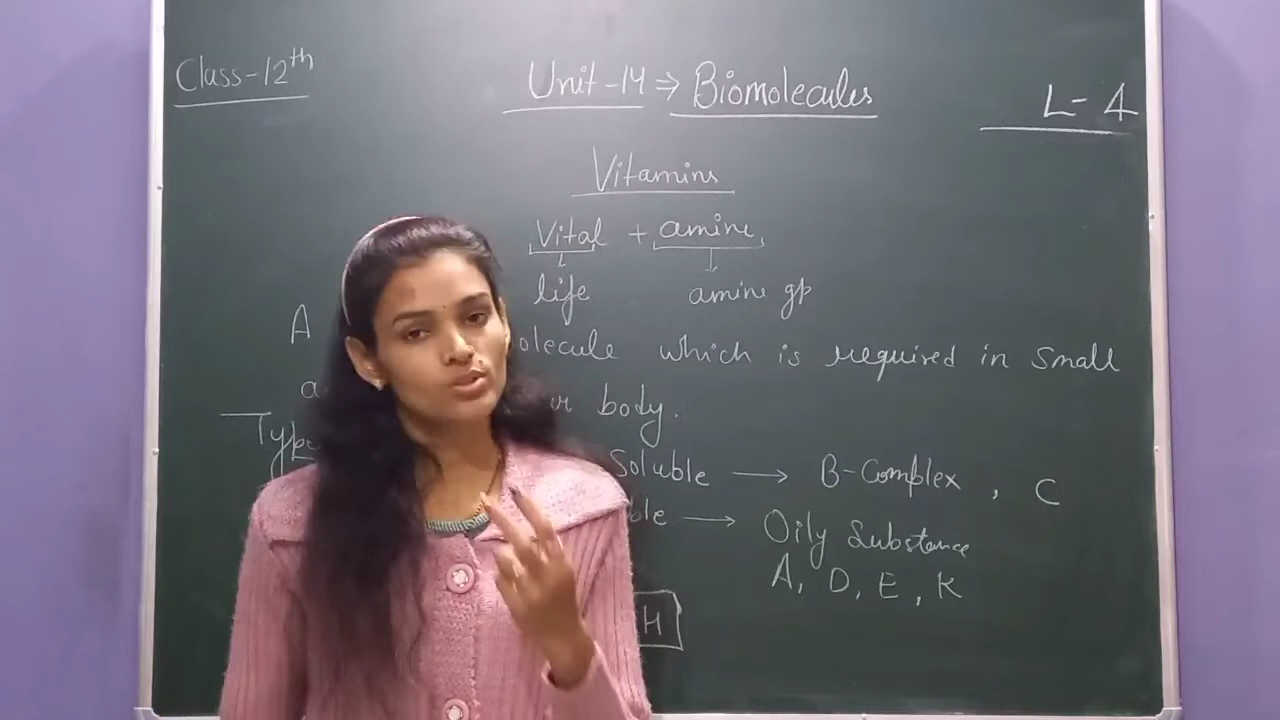 Class-12th
Unit-14 ⇒ Biomolecules
L-4
Vitamins
Vital + amine
life amine gp
A olecule which is required in small
a ur body.
Type Soluble → B-Complex, C
ble → Oily Substance
A, D, E, K
H